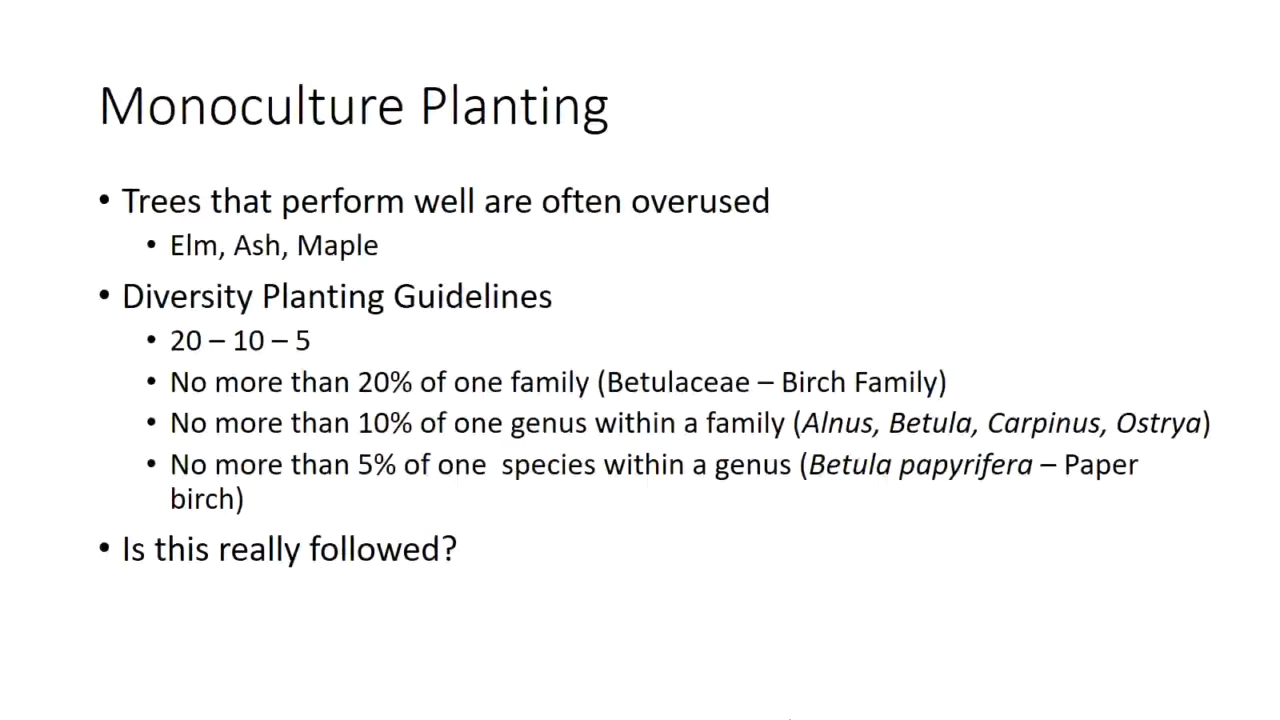 Monoculture Planting
• Trees that perform well are often overused
• Elm, Ash, Maple
• Diversity Planting Guidelines
• 20 – 10 – 5
• No more than 20% of one family (Betulaceae – Birch Family)
• No more than 10% of one genus within a family (Alnus, Betula, Carpinus, Ostrya)
• No more than 5% of one  species within a genus (Betula papyrifera – Paper
birch)
• Is this really followed?